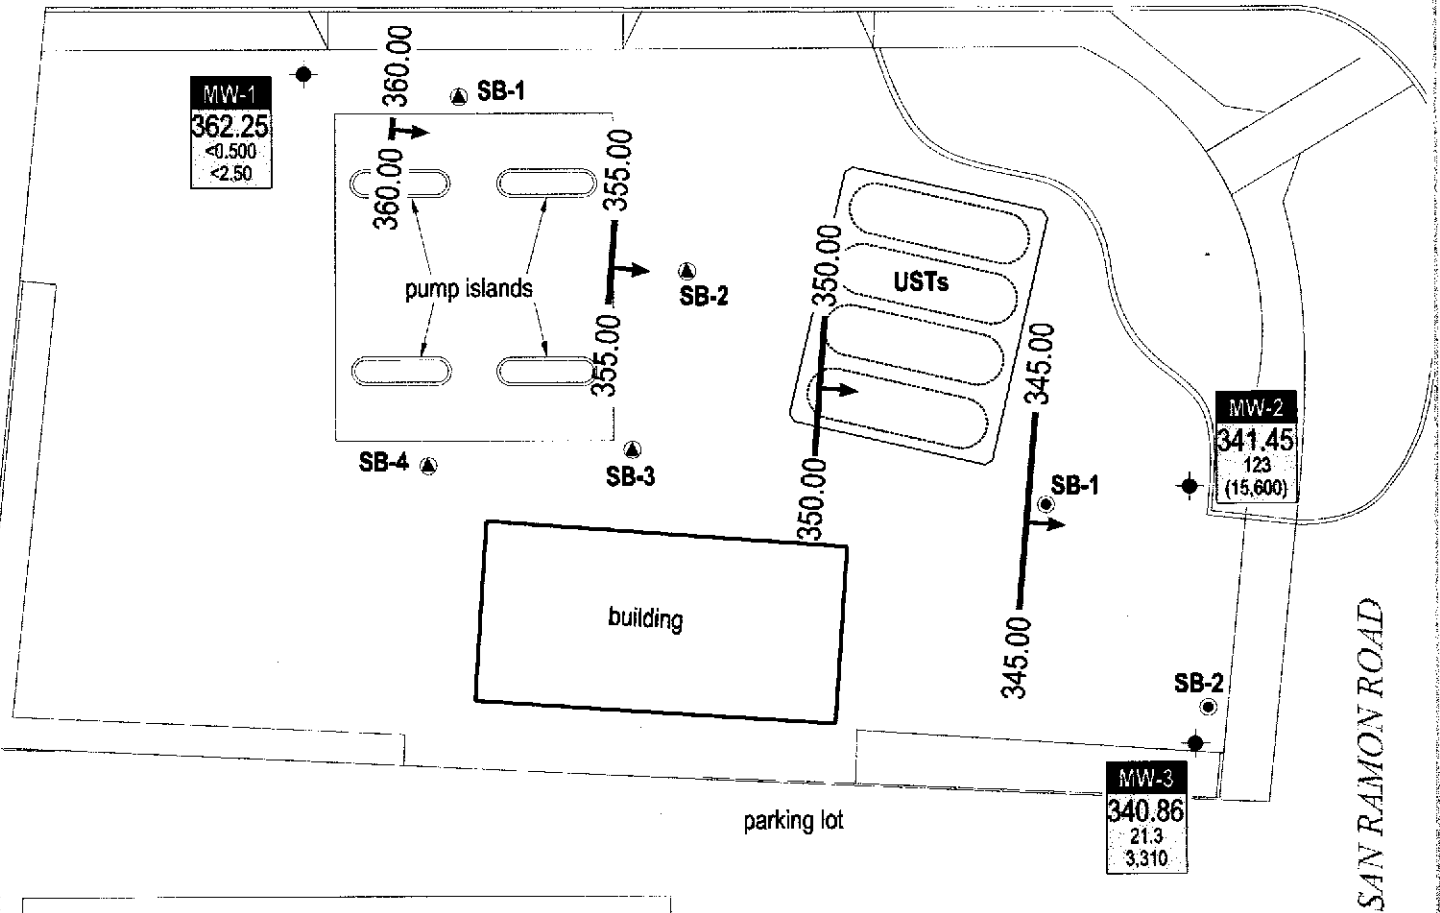 360.00
SB-1
MW-1
362.25
<0.500
<2.50
360.00
355.00
pump islands
SB-2
355.00
350.00
USTs
345.00
MW-2
341.45
123
(15,600)
SB-4
SB-3
350.00
SB-1
building
345.00
SB-2
MW-3
340.86
21.3
3,310
parking lot
SAN RAMON ROAD